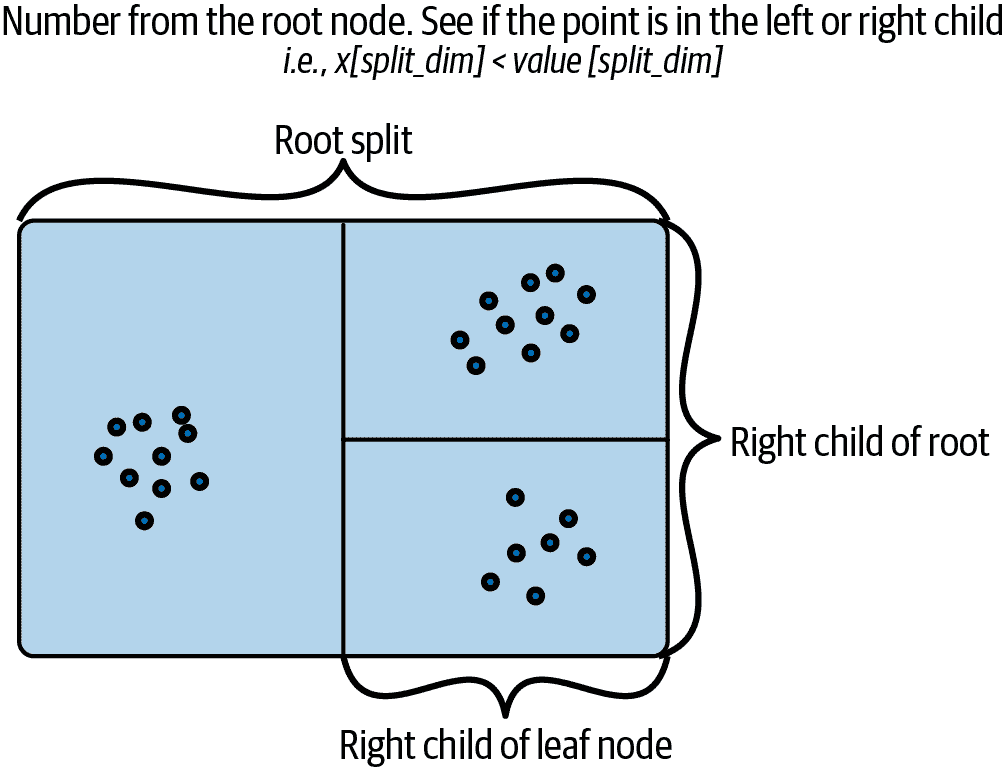 Number from the root node. See if the point is in the left or right child
i.e., x[split_dim] < value [split_dim]
Root split
Right child of root
Right child of leaf node